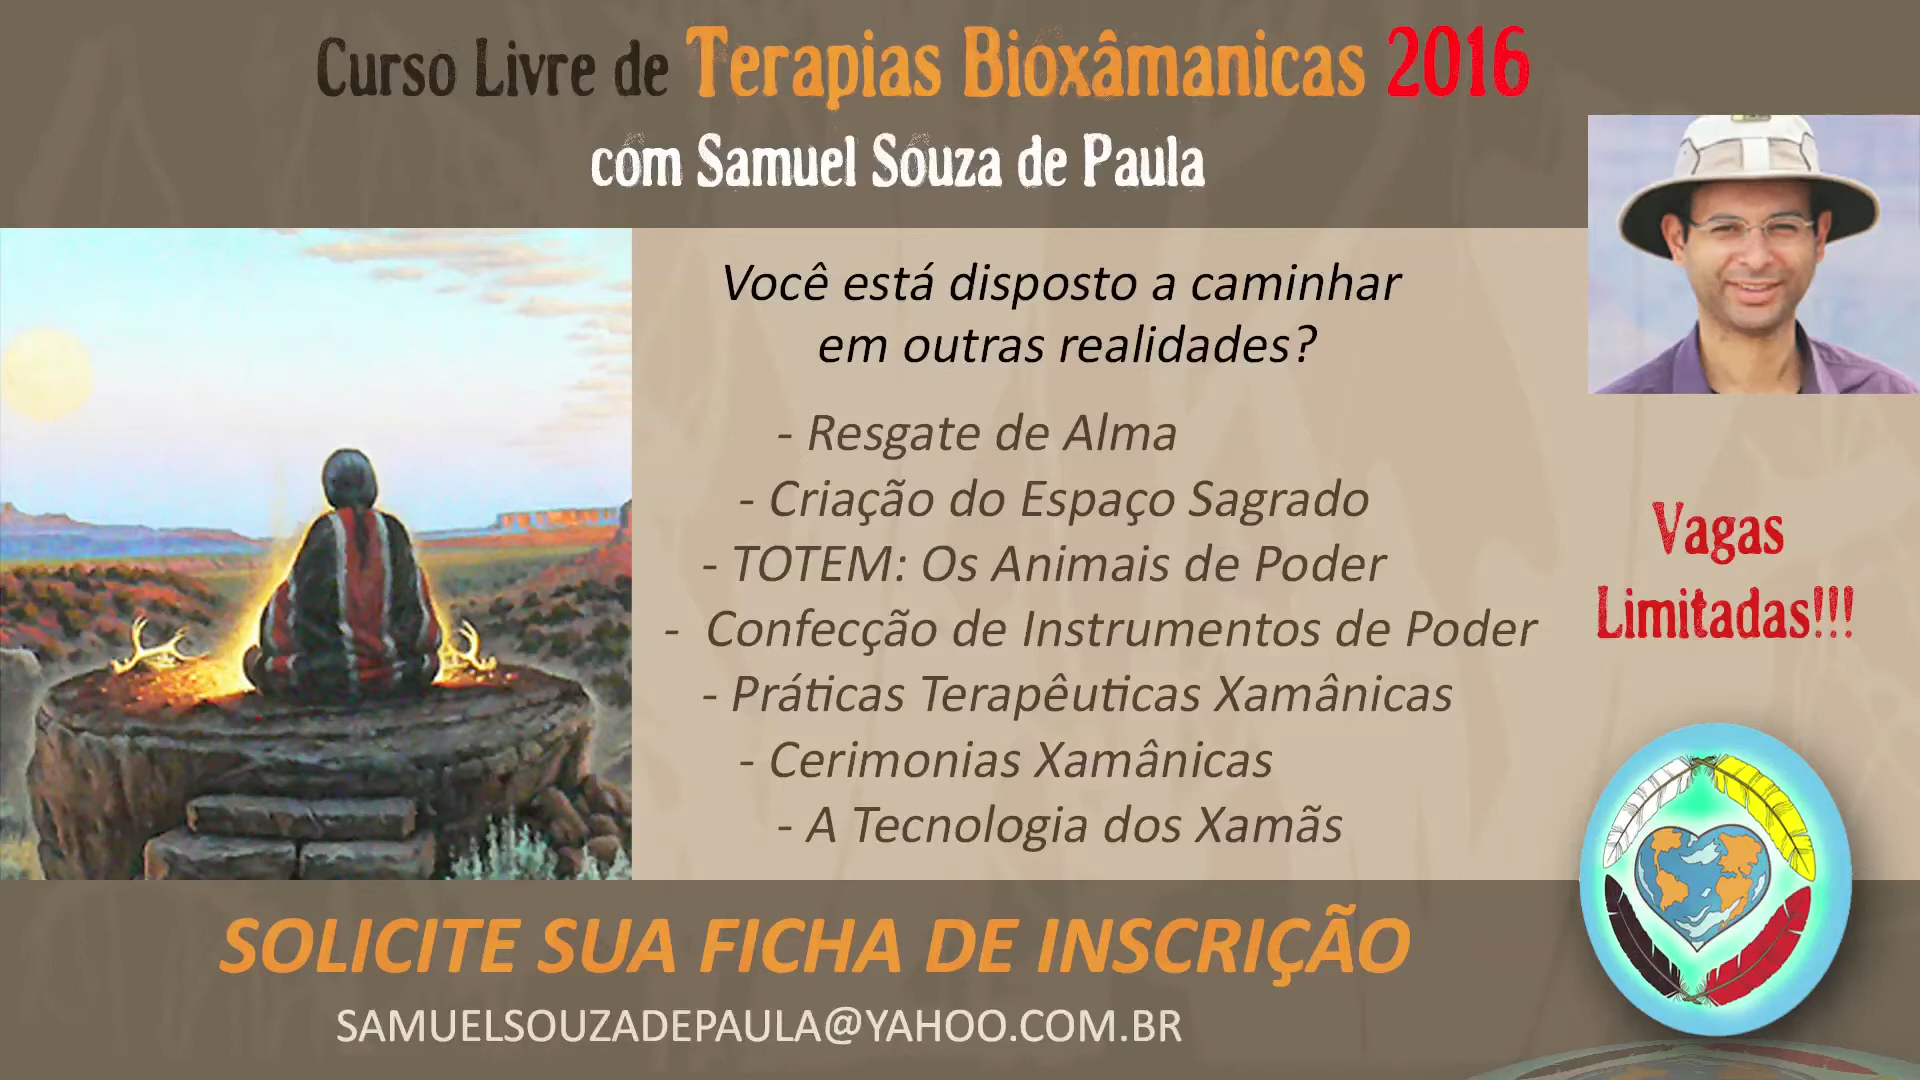 Curso Livre de Terapias Bioxâmanicas 2016
com Samuel Souza de Paula
Você está disposto a caminhar
em outras realidades?
- Resgate de Alma
- Criação do Espaço Sagrado
- TOTEM: Os Animais de Poder
- Confecção de Instrumentos de Poder
- Práticas Terapêuticas Xamânicas
- Cerimonias Xamânicas
- A Tecnologia dos Xamãs
Vagas
Limitadas!!!
SOLICITE SUA FICHA DE INSCRIÇÃO
SAMUELSOUZADEPAULA@YAHOO.COM.BR